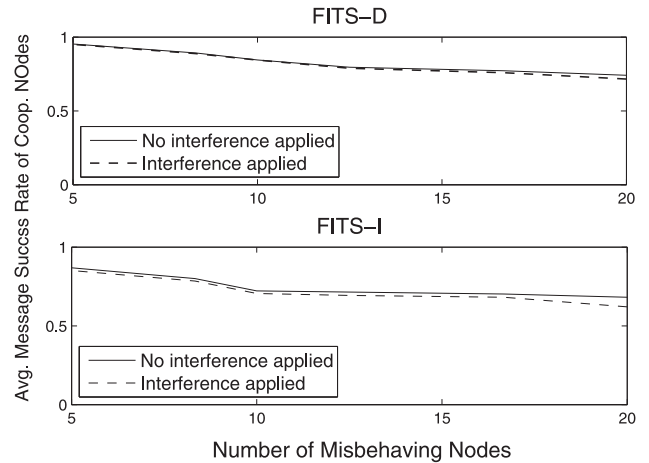 FITS–D
1
0.5
0
No interference applied
Interference applied
5
10
15
20
FITS–I
1
0.5
0
No interference applied
Interference applied
5
10
15
20
Avg. Message Succss Rate of Coop. NOdes
Number of Misbehaving Nodes